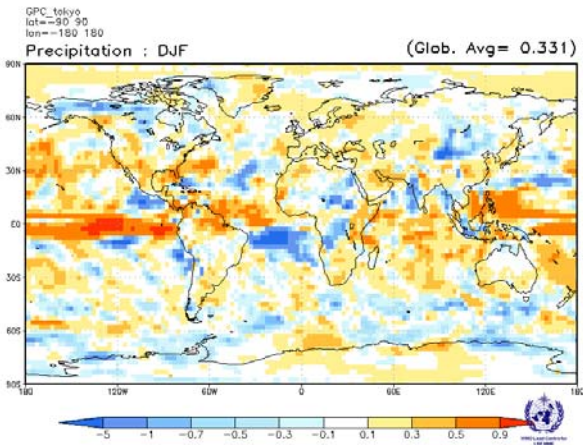 GPC_tokyo
lat=-90 90
lon=-180 180
Precipitation : DJF
(Glob. Avg= 0.331)
90N
60N
30N
EQ
30S
60S
90S
180 120W 60W 0 60E 120E 180
-5 -1 -0.7 -0.5 -0.3 -0.1 0.1 0.3 0.5 0.9